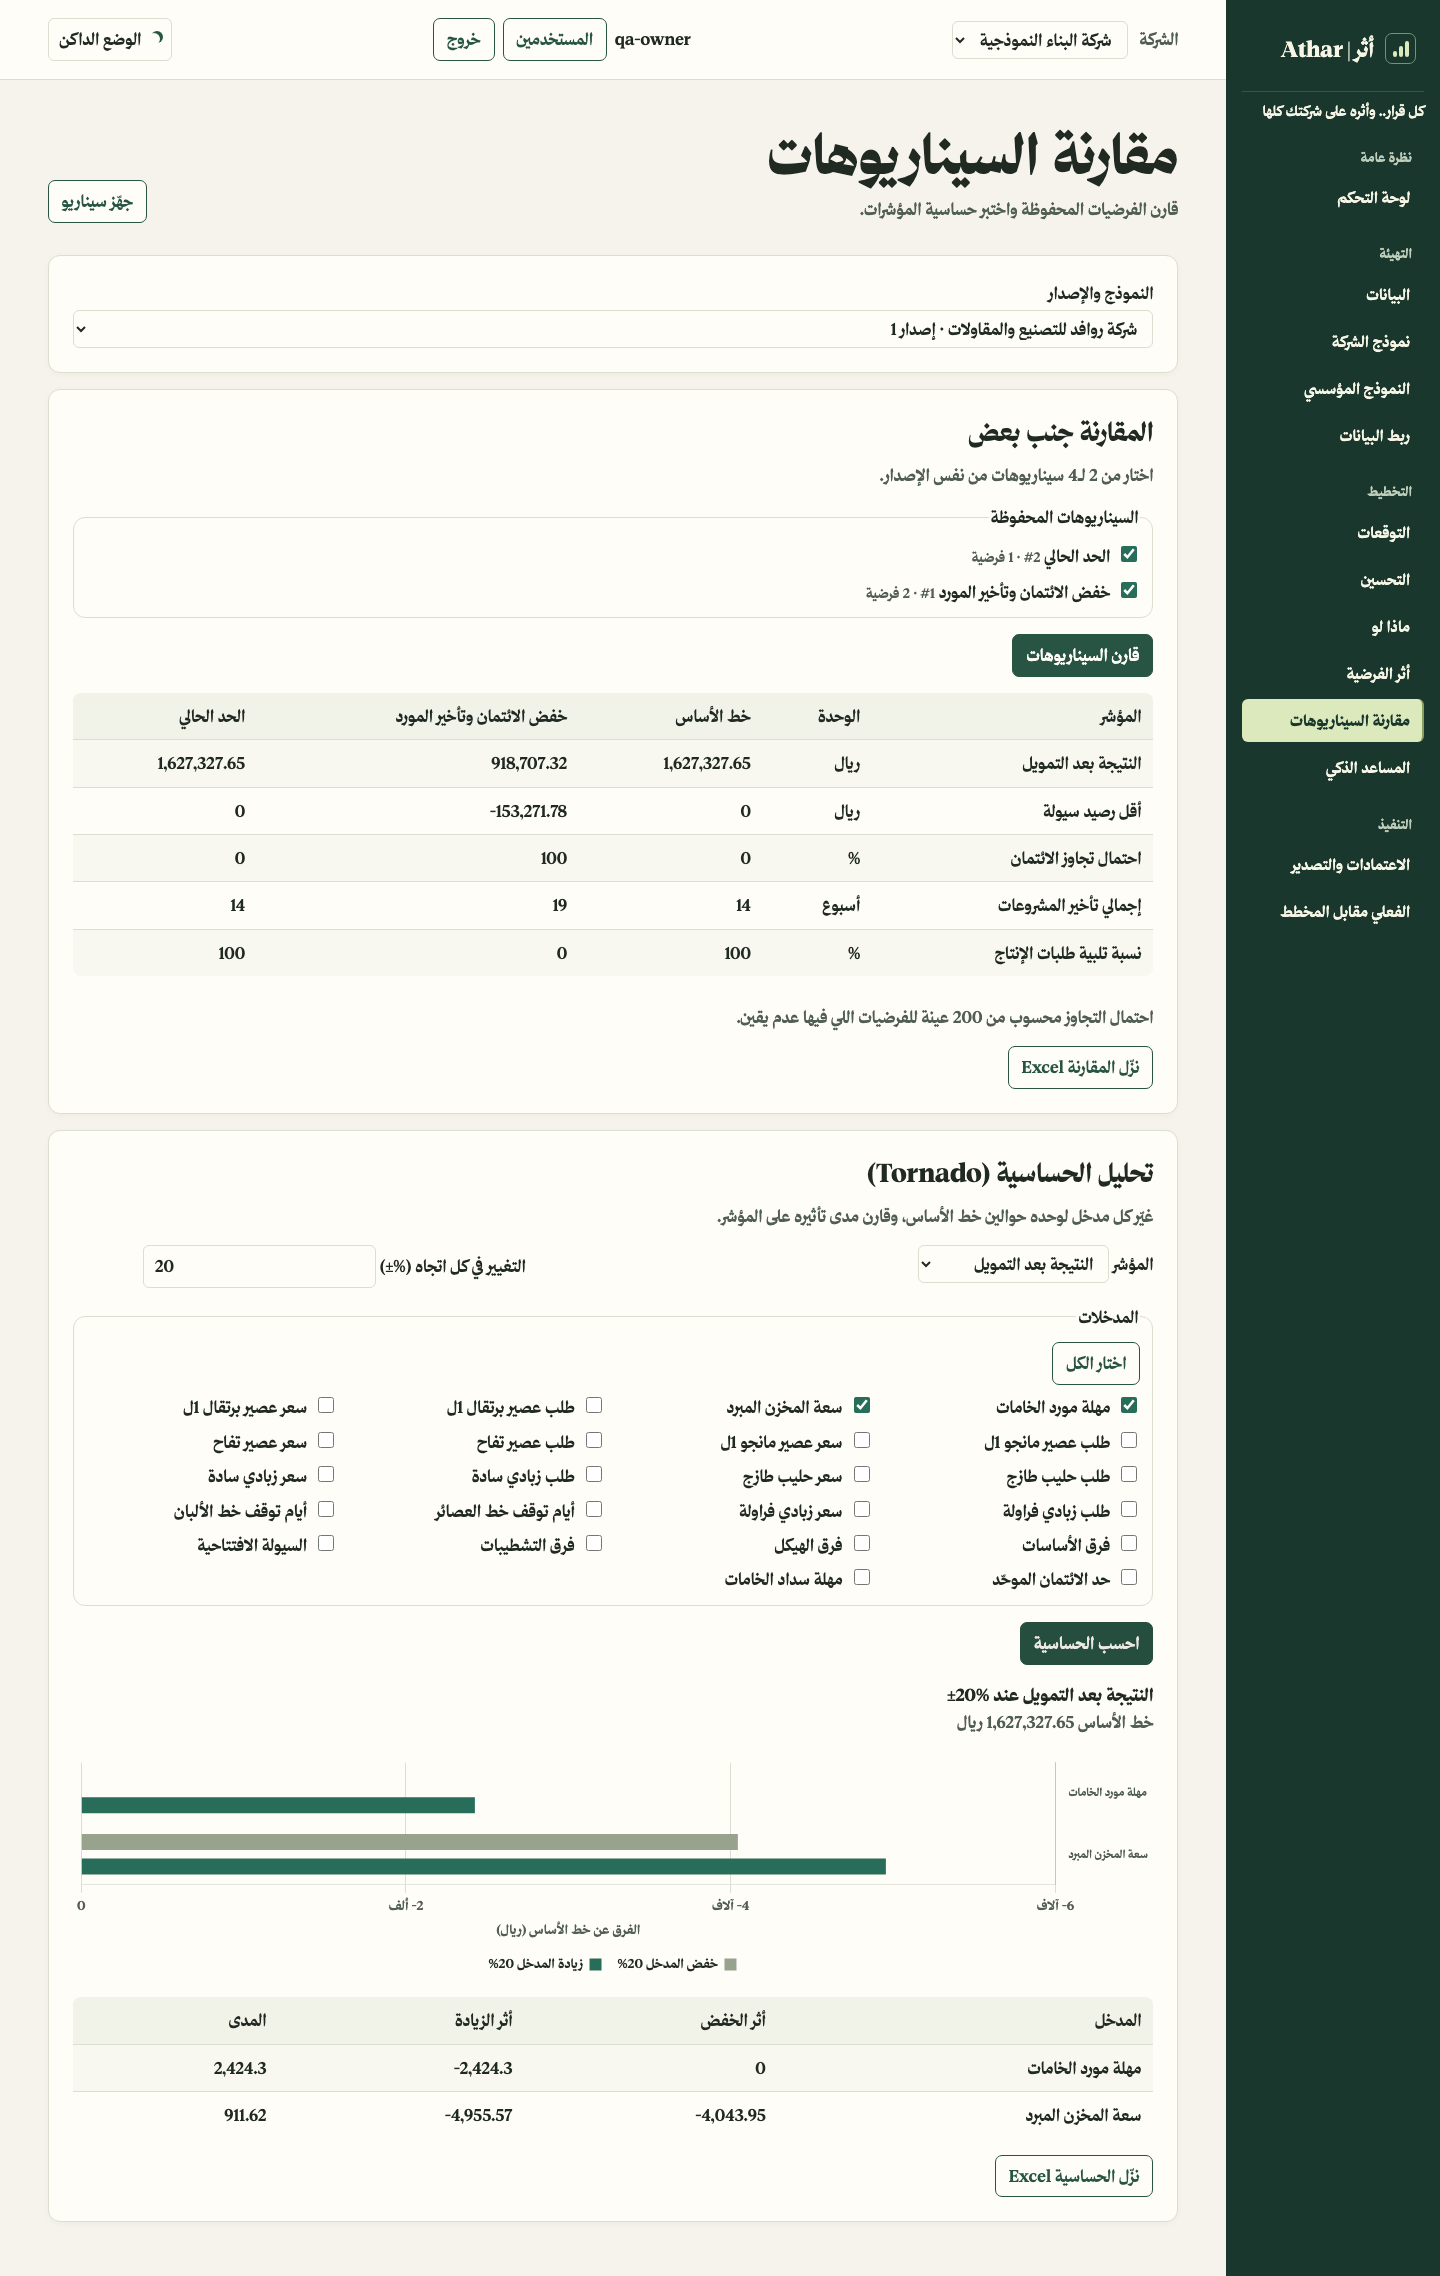 أثر | Athar
كل قرار.. وأثره على شركتك كلها
نظرة عامة
لوحة التحكم
التهيئة
البيانات
نموذج الشركة
النموذج المؤسسي
ربط البيانات
التخطيط
التوقعات
التحسين
ماذا لو
أثر الفرضية
مقارنة السيناريوهات
المساعد الذكي
التنفيذ
الاعتمادات والتصدير
الفعلي مقابل المخطط
الشركة شركة البناء النموذجية qa-owner المستخدمين خروج الوضع الداكن
مقارنة السيناريوهات
قارن الفرضيات المحفوظة واختبر حساسية المؤشرات.
جهّز سيناريو
النموذج والإصدار
شركة روافد للتصنيع والمقاولات · إصدار 1
المقارنة جنب بعض
اختار من 2 لـ4 سيناريوهات من نفس الإصدار.
السيناريوهات المحفوظة
الحد الحالي #2 · 1 فرضية
خفض الائتمان وتأخير المورد #1 · 2 فرضية
قارن السيناريوهات
المؤشر الوحدة خط الأساس خفض الائتمان وتأخير المورد الحد الحالي
النتيجة بعد التمويل ريال 1,627,327.65 918,707.32 1,627,327.65
أقل رصيد سيولة ريال 0 -153,271.78 0
احتمال تجاوز الائتمان % 0 100 0
إجمالي تأخير المشروعات أسبوع 14 19 14
نسبة تلبية طلبات الإنتاج % 100 0 100
احتمال التجاوز محسوب من 200 عينة للفرضيات اللي فيها عدم يقين.
نزّل المقارنة Excel
تحليل الحساسية (Tornado)
غيّر كل مدخل لوحده حوالين خط الأساس، وقارن مدى تأثيره على المؤشر.
المؤشر النتيجة بعد التمويل التغيير في كل اتجاه (%±) 20
المدخلات
اختار الكل
مهلة مورد الخامات سعة المخزن المبرد طلب عصير برتقال 1ل سعر عصير برتقال 1ل
طلب عصير مانجو 1ل سعر عصير مانجو 1ل طلب عصير تفاح سعر عصير تفاح
طلب حليب طازج سعر حليب طازج طلب زبادي سادة سعر زبادي سادة
طلب زبادي فراولة سعر زبادي فراولة أيام توقف خط العصائر أيام توقف خط الألبان
فرق الأساسات فرق الهيكل فرق التشطيبات السيولة الافتتاحية
حد الائتمان الموحّد مهلة سداد الخامات
احسب الحساسية
النتيجة بعد التمويل عند %20±
خط الأساس 1,627,327.65 ريال
مهلة مورد الخامات
سعة المخزن المبرد
-6 آلاف -4 آلاف -2 ألف 0
الفرق عن خط الأساس (ريال)
خفض المدخل 20% زيادة المدخل 20%
المدخل أثر الخفض أثر الزيادة المدى
مهلة مورد الخامات 0 -2,424.3 2,424.3
سعة المخزن المبرد -4,043.95 -4,955.57 911.62
نزّل الحساسية Excel